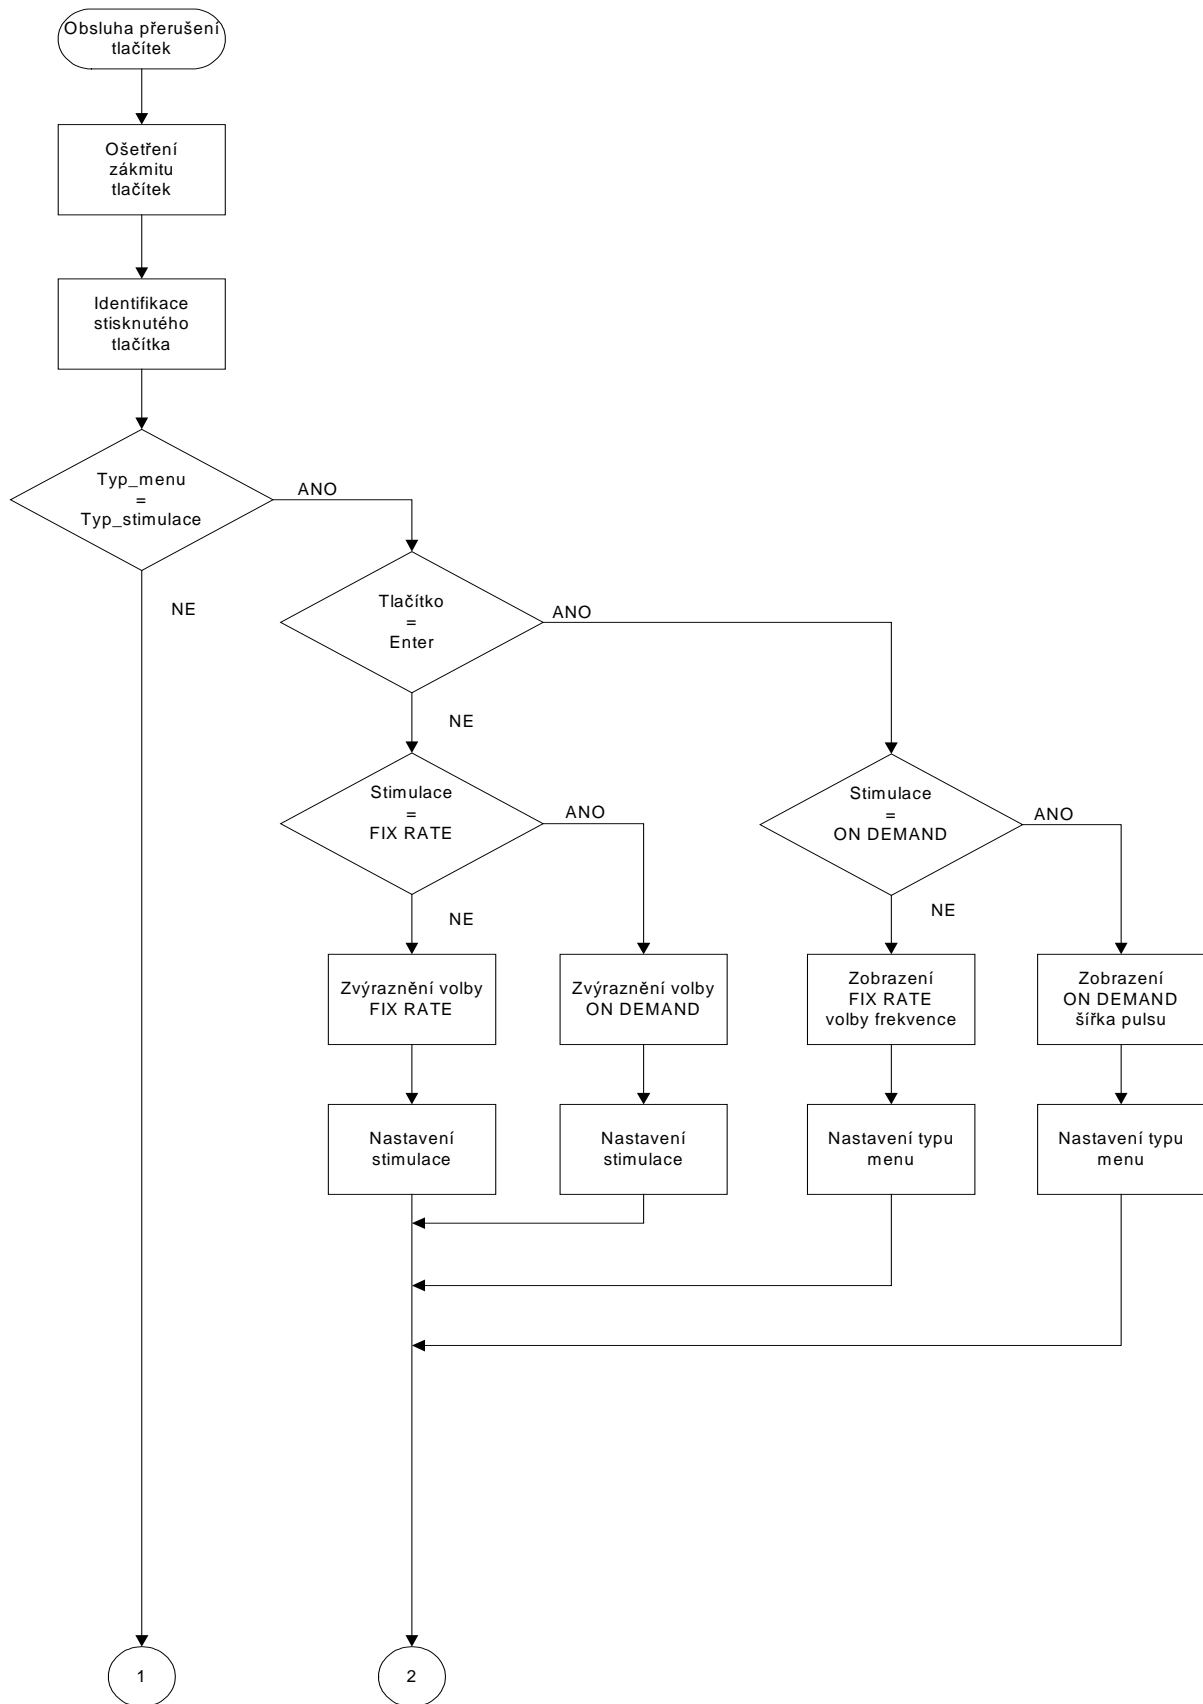 Obsluha přerušení
tlačítek
Ošetření
zákmitu
tlačítek
Identifikace
stisknutého
tlačítka
Typ_menu
=
Typ_stimulace
ANO
NE
Tlačítko
=
Enter
ANO
NE
Stimulace
=
FIX RATE
ANO
NE
Stimulace
=
ON DEMAND
ANO
NE
Zvýraznění volby
FIX RATE
Zvýraznění volby
ON DEMAND
Zobrazení
FIX RATE
volby frekvence
Zobrazení
ON DEMAND
šířka pulsu
Nastavení
stimulace
Nastavení
stimulace
Nastavení typu
menu
Nastavení typu
menu
1
2